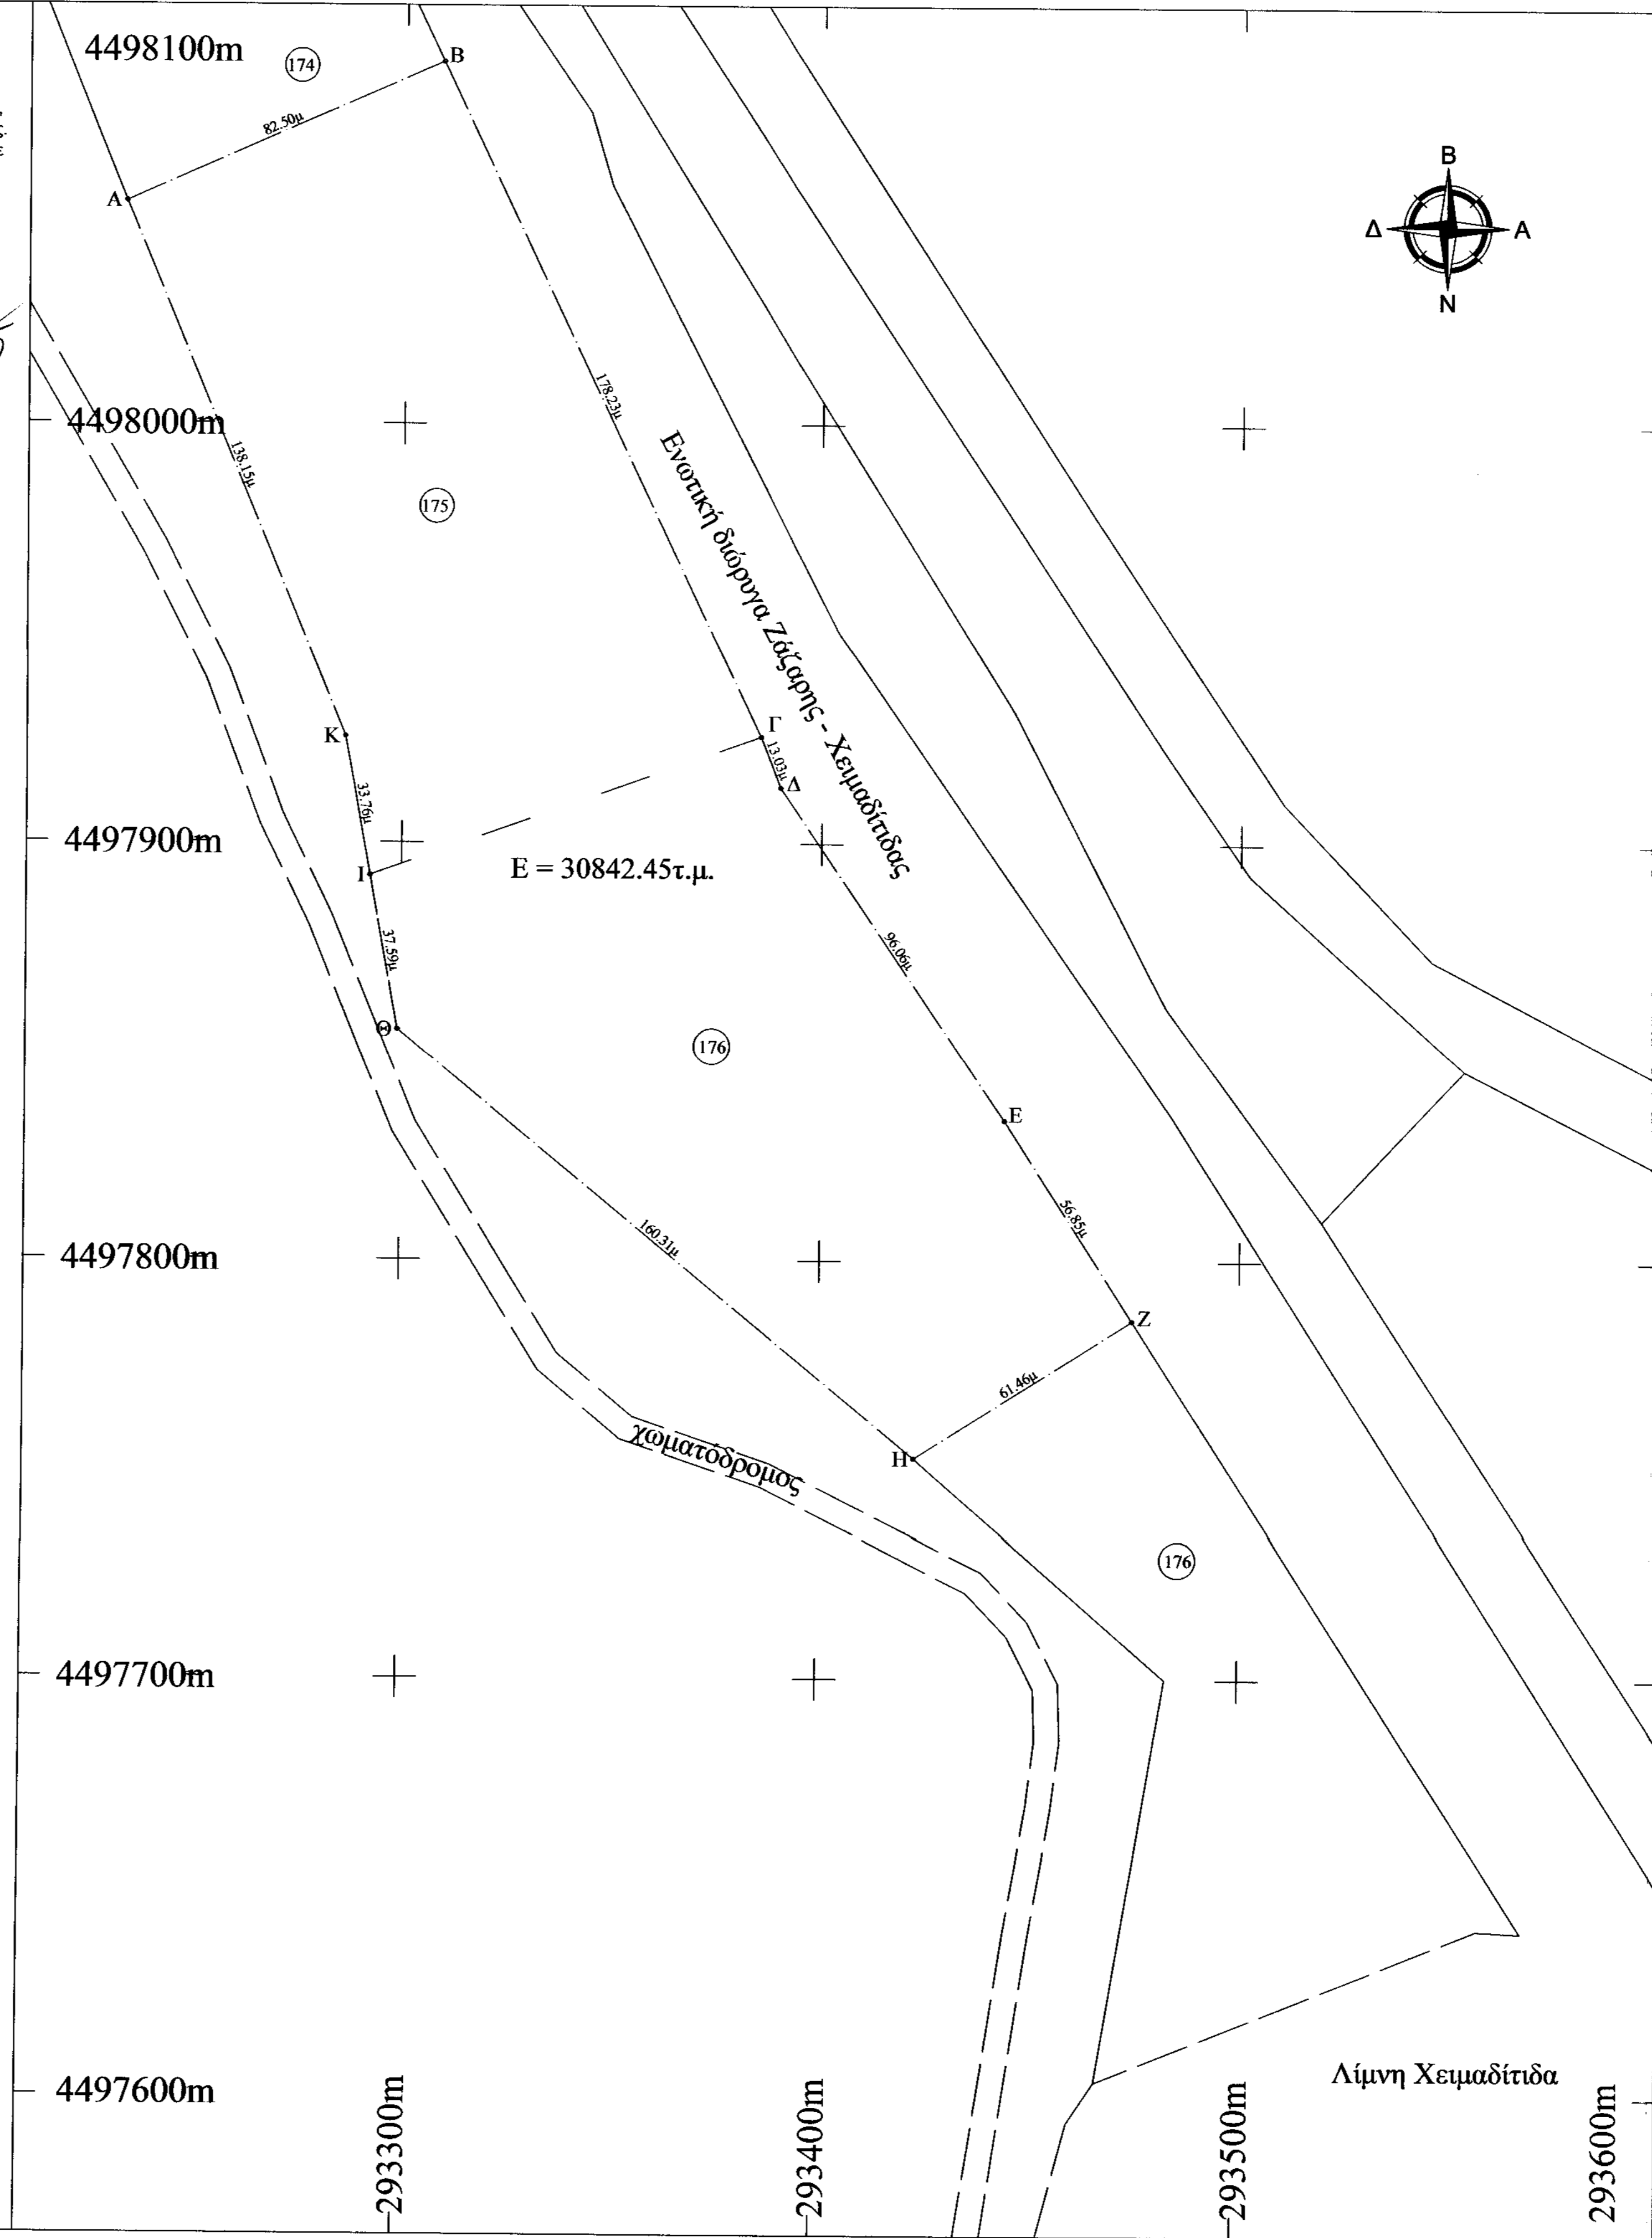 4498100m
174
B
82.50μ
A
B
Δ
A
N
178.23μ
4498000m
138.15μ
175
Ενωτική διώρυγα Ζάζαρης - Χειμαδίτιδας
K
Γ
13.03μ
Δ
33.76μ
4497900m
I
E = 30842.45τ.μ.
37.59μ
96.06μ
Θ
176
E
56.85μ
160.31μ
4497800m
Z
61.46μ
H
χωματόδρομος
176
4497700m
Λίμνη Χειμαδίτιδα
4497600m
293300m
293400m
293500m
293600m